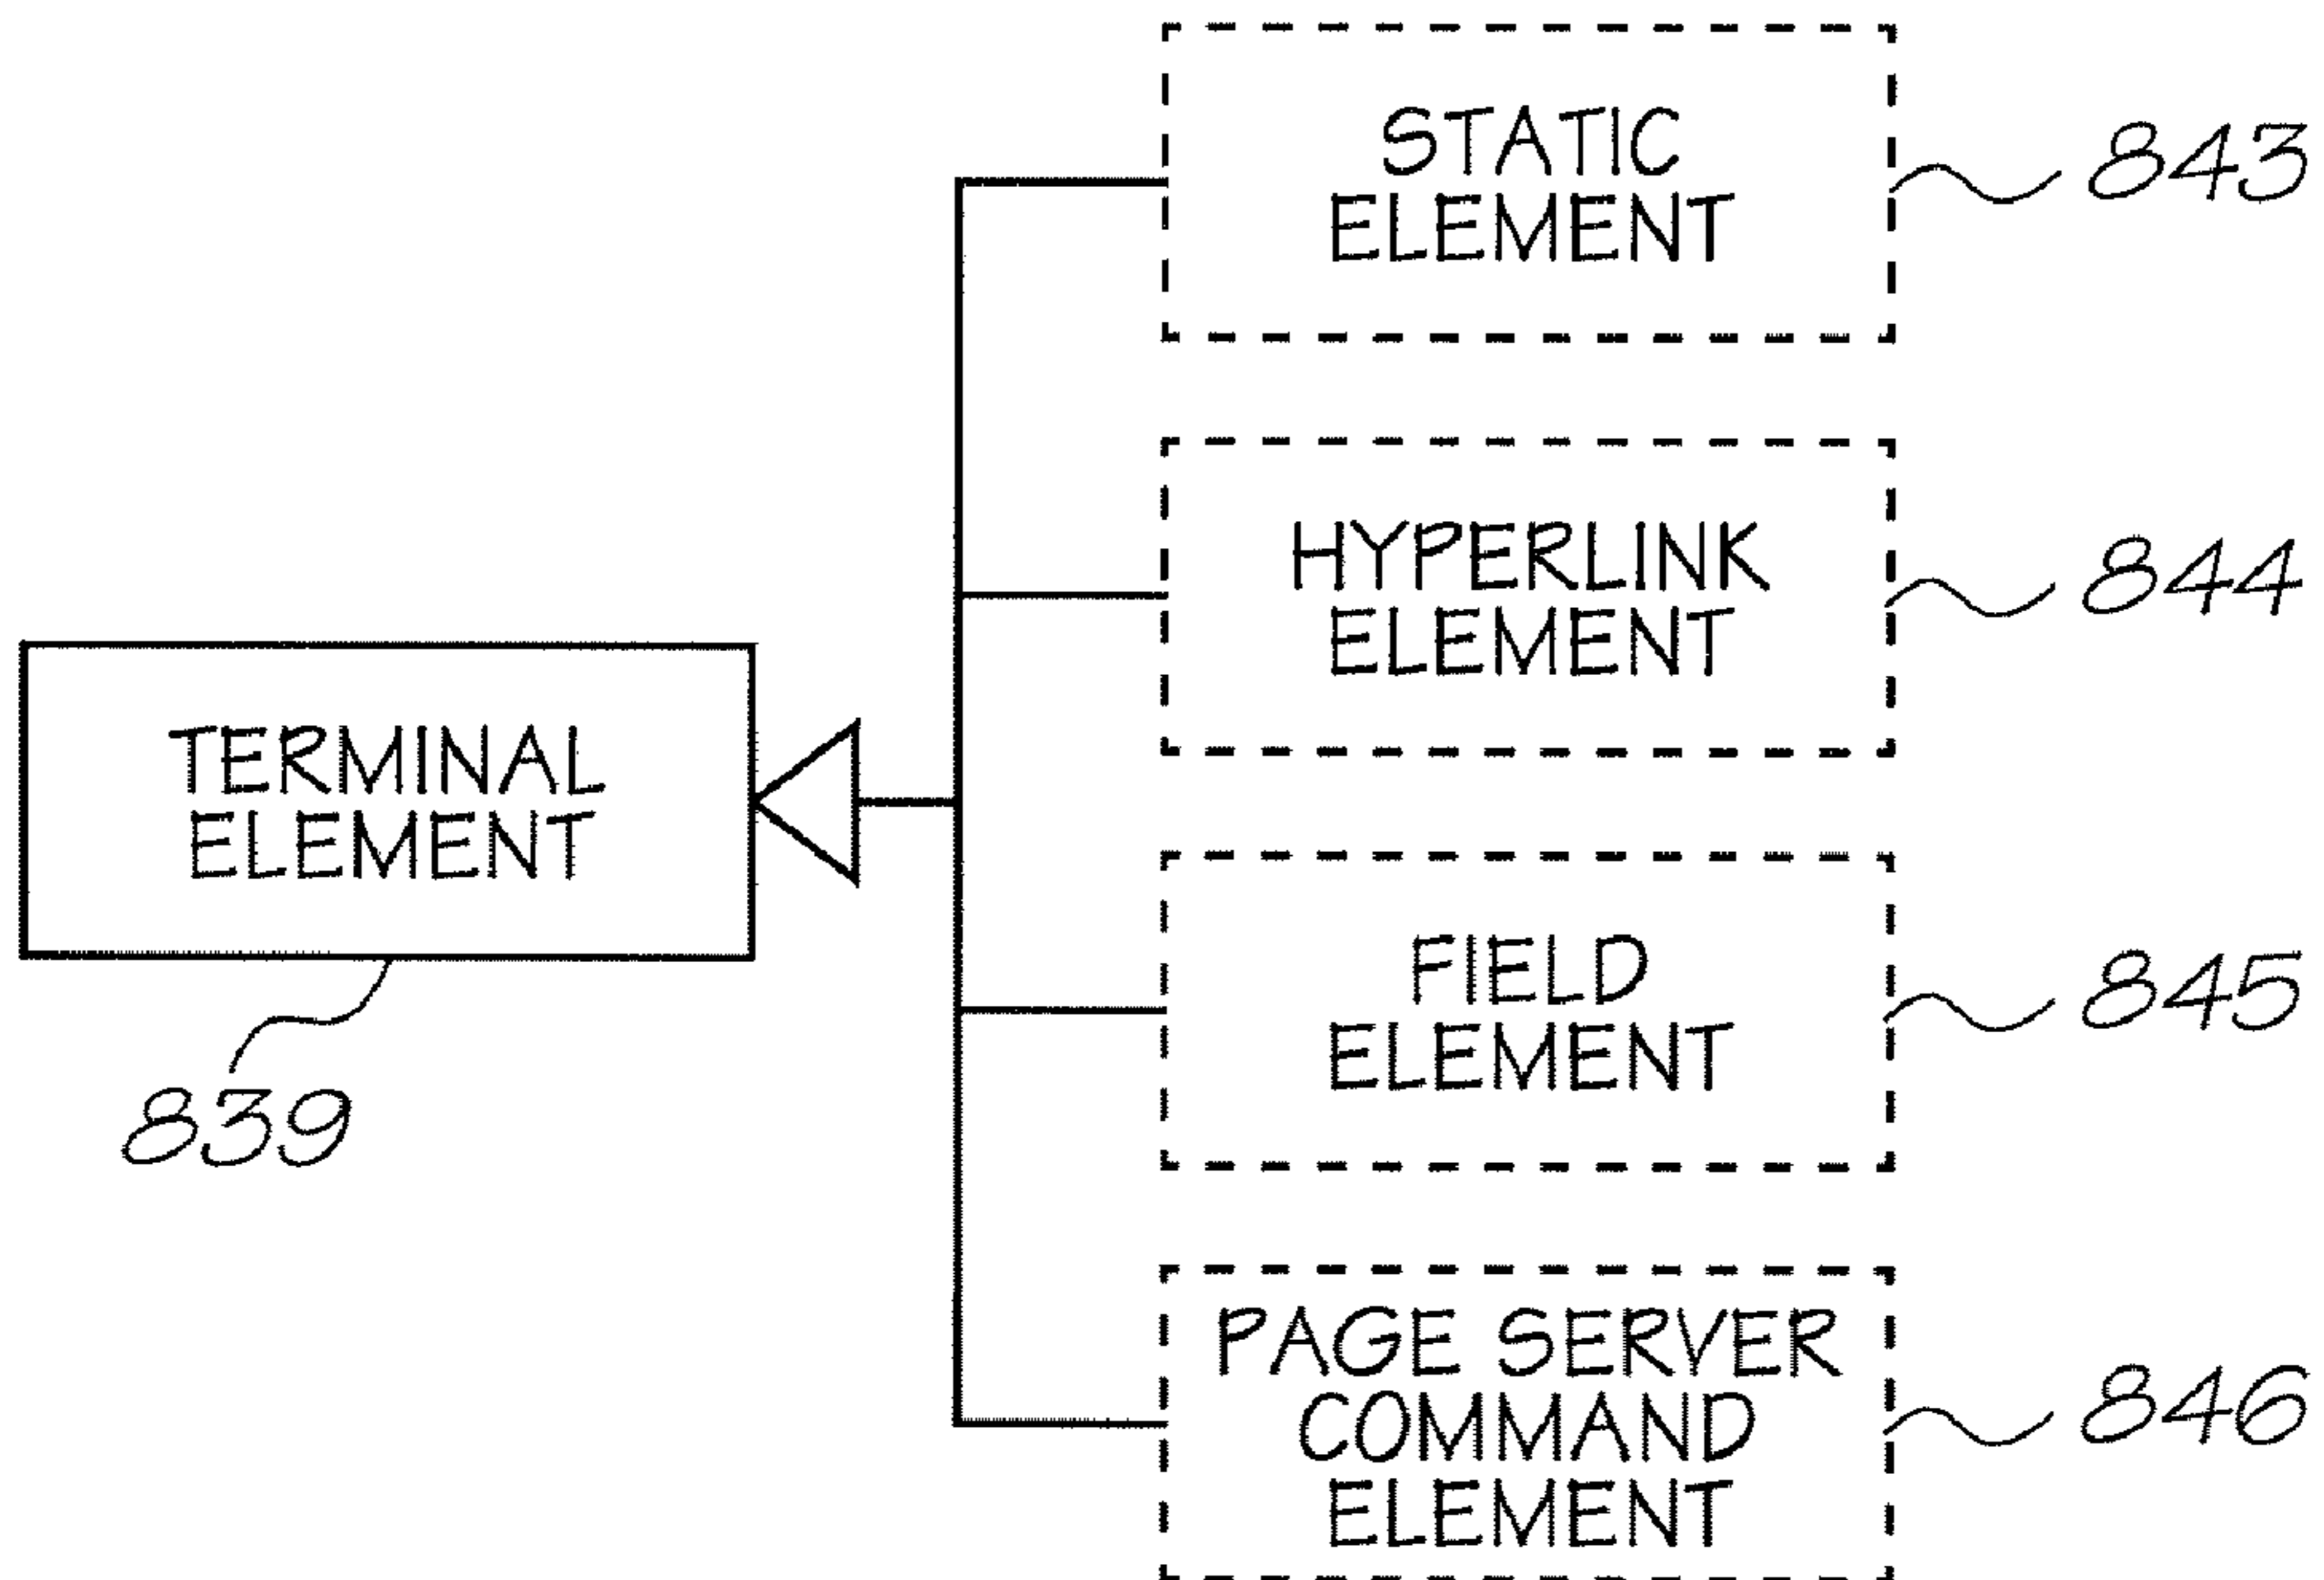 STATIC
ELEMENT
843
HYPERLINK
ELEMENT
844
TERMINAL
ELEMENT
839
FIELD
ELEMENT
845
PAGE SERVER
COMMAND
ELEMENT
846